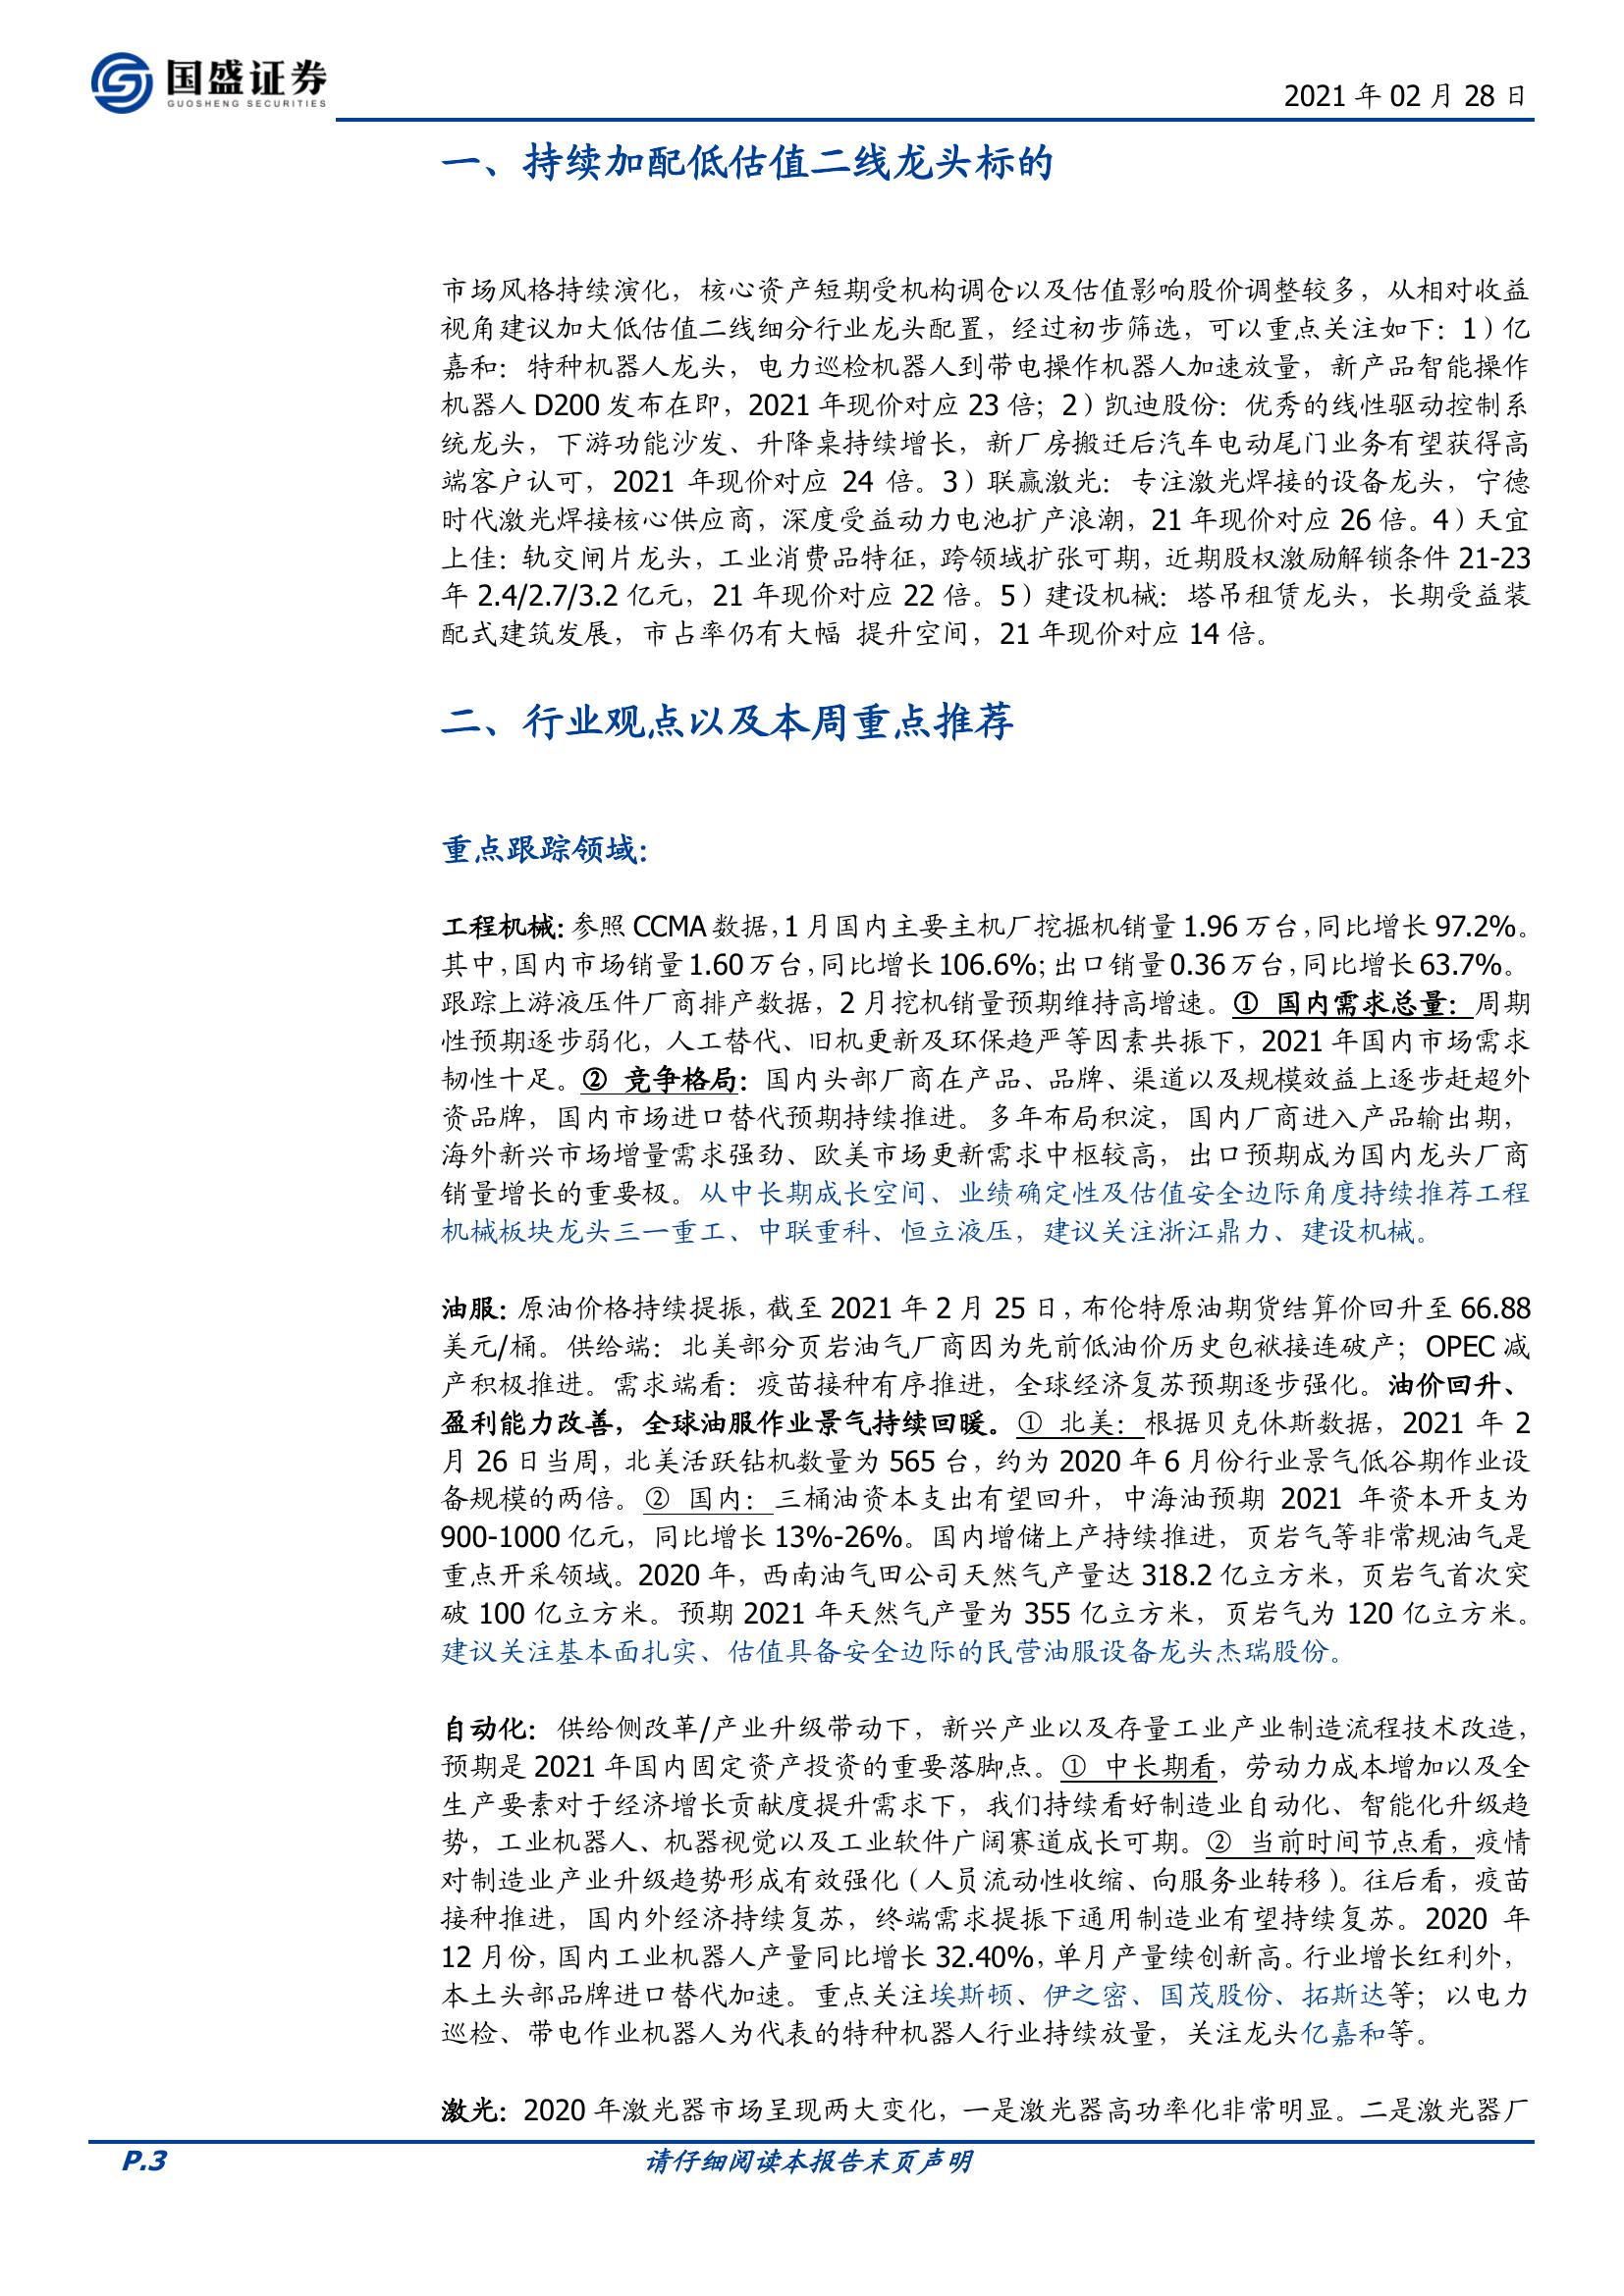 国盛证券
GUOSHENG SECURITIES
2021 年 02 月 28 日
一、持续加配低估值二线龙头标的
市场风格持续演化，核心资产短期受机构调仓以及估值影响股价调整较多，从相对收益
视角建议加大低估值二线细分行业龙头配置，经过初步筛选，可以重点关注如下：1）亿
嘉和：特种机器人龙头，电力巡检机器人到带电操作机器人加速放量，新产品智能操作
机器人 D200 发布在即，2021 年现价对应 23 倍；2）凯迪股份：优秀的线性驱动控制系
统龙头，下游功能沙发、升降桌持续增长，新厂房搬迁后汽车电动尾门业务有望获得高
端客户认可，2021 年现价对应 24 倍。3）联赢激光：专注激光焊接的设备龙头，宁德
时代激光焊接核心供应商，深度受益动力电池扩产浪潮，21 年现价对应 26 倍。4）天宜
上佳：轨交闸片龙头，工业消费品特征，跨领域扩张可期，近期股权激励解锁条件 21-23
年 2.4/2.7/3.2 亿元，21 年现价对应 22 倍。5）建设机械：塔吊租赁龙头，长期受益装
配式建筑发展，市占率仍有大幅 提升空间，21 年现价对应 14 倍。
二、行业观点以及本周重点推荐
重点跟踪领域：
工程机械：参照 CCMA 数据，1 月国内主要主机厂挖掘机销量 1.96 万台，同比增长 97.2%。
其中，国内市场销量 1.60 万台，同比增长 106.6%；出口销量 0.36 万台，同比增长 63.7%。
跟踪上游液压件厂商排产数据，2 月挖机销量预期维持高增速。① 国内需求总量：周期
性预期逐步弱化，人工替代、旧机更新及环保趋严等因素共振下，2021 年国内市场需求
韧性十足。② 竞争格局：国内头部厂商在产品、品牌、渠道以及规模效益上逐步赶超外
资品牌，国内市场进口替代预期持续推进。多年布局积淀，国内厂商进入产品输出期，
海外新兴市场增量需求强劲、欧美市场更新需求中枢较高，出口预期成为国内龙头厂商
销量增长的重要极。从中长期成长空间、业绩确定性及估值安全边际角度持续推荐工程
机械板块龙头三一重工、中联重科、恒立液压，建议关注浙江鼎力、建设机械。
油服：原油价格持续提振，截至 2021 年 2 月 25 日，布伦特原油期货结算价回升至 66.88
美元/桶。供给端：北美部分页岩油气厂商因为先前低油价历史包袱接连破产；OPEC 减
产积极推进。需求端看：疫苗接种有序推进，全球经济复苏预期逐步强化。油价回升、
盈利能力改善，全球油服作业景气持续回暖。① 北美：根据贝克休斯数据，2021 年 2
月 26 日当周，北美活跃钻机数量为 565 台，约为 2020 年 6 月份行业景气低谷期作业设
备规模的两倍。② 国内：三桶油资本支出有望回升，中海油预期 2021 年资本开支为
900-1000 亿元，同比增长 13%-26%。国内增储上产持续推进，页岩气等非常规油气是
重点开采领域。2020 年，西南油气田公司天然气产量达 318.2 亿立方米，页岩气首次突
破 100 亿立方米。预期 2021 年天然气产量为 355 亿立方米，页岩气为 120 亿立方米。
建议关注基本面扎实、估值具备安全边际的民营油服设备龙头杰瑞股份。
自动化：供给侧改革/产业升级带动下，新兴产业以及存量工业产业制造流程技术改造，
预期是 2021 年国内固定资产投资的重要落脚点。① 中长期看，劳动力成本增加以及全
生产要素对于经济增长贡献度提升需求下，我们持续看好制造业自动化、智能化升级趋
势，工业机器人、机器视觉以及工业软件广阔赛道成长可期。② 当前时间节点看，疫情
对制造业产业升级趋势形成有效强化（人员流动性收缩、向服务业转移）。往后看，疫苗
接种推进，国内外经济持续复苏，终端需求提振下通用制造业有望持续复苏。2020 年
12 月份，国内工业机器人产量同比增长 32.40%，单月产量续创新高。行业增长红利外，
本土头部品牌进口替代加速。重点关注埃斯顿、伊之密、国茂股份、拓斯达等；以电力
巡检、带电作业机器人为代表的特种机器人行业持续放量，关注龙头亿嘉和等。
激光：2020 年激光器市场呈现两大变化，一是激光器高功率化非常明显。二是激光器厂
P.3
请仔细阅读本报告末页声明